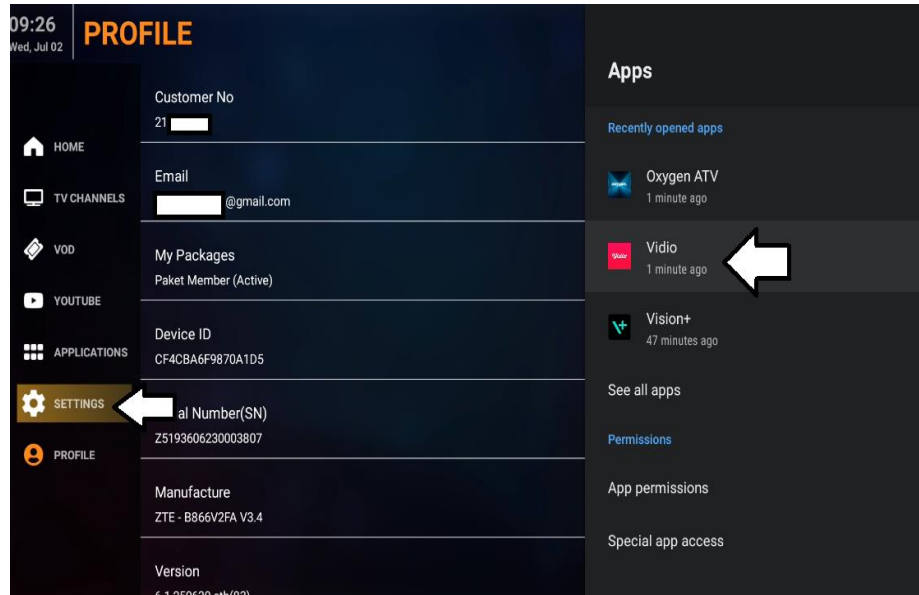 09:26
Wed, Jul 02
PROFILE
HOME
TV CHANNELS
VOD
YOUTUBE
APPLICATIONS
SETTINGS
PROFILE
Customer No
21
Email
@gmail.com
My Packages
Paket Member (Active)
Device ID
CF4CBA6F9870A1D5
al Number(SN)
Z5193606230003807
Manufacture
ZTE - B866V2FA V3.4
Version
Apps
Recently opened apps
oxygen
Oxygen ATV
1 minute ago
Vidio
Vidio
1 minute ago
V+
Vision+
47 minutes ago
See all apps
Permissions
App permissions
Special app access